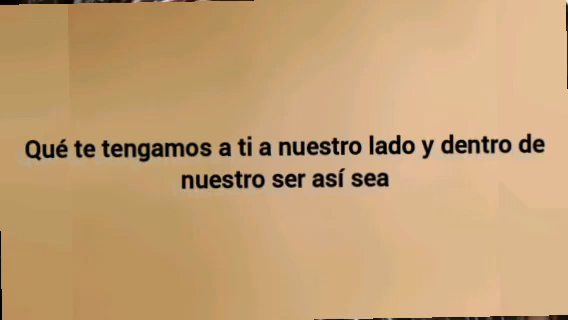 Qué te tengamos a ti a nuestro lado y dentro de
nuestro ser así sea